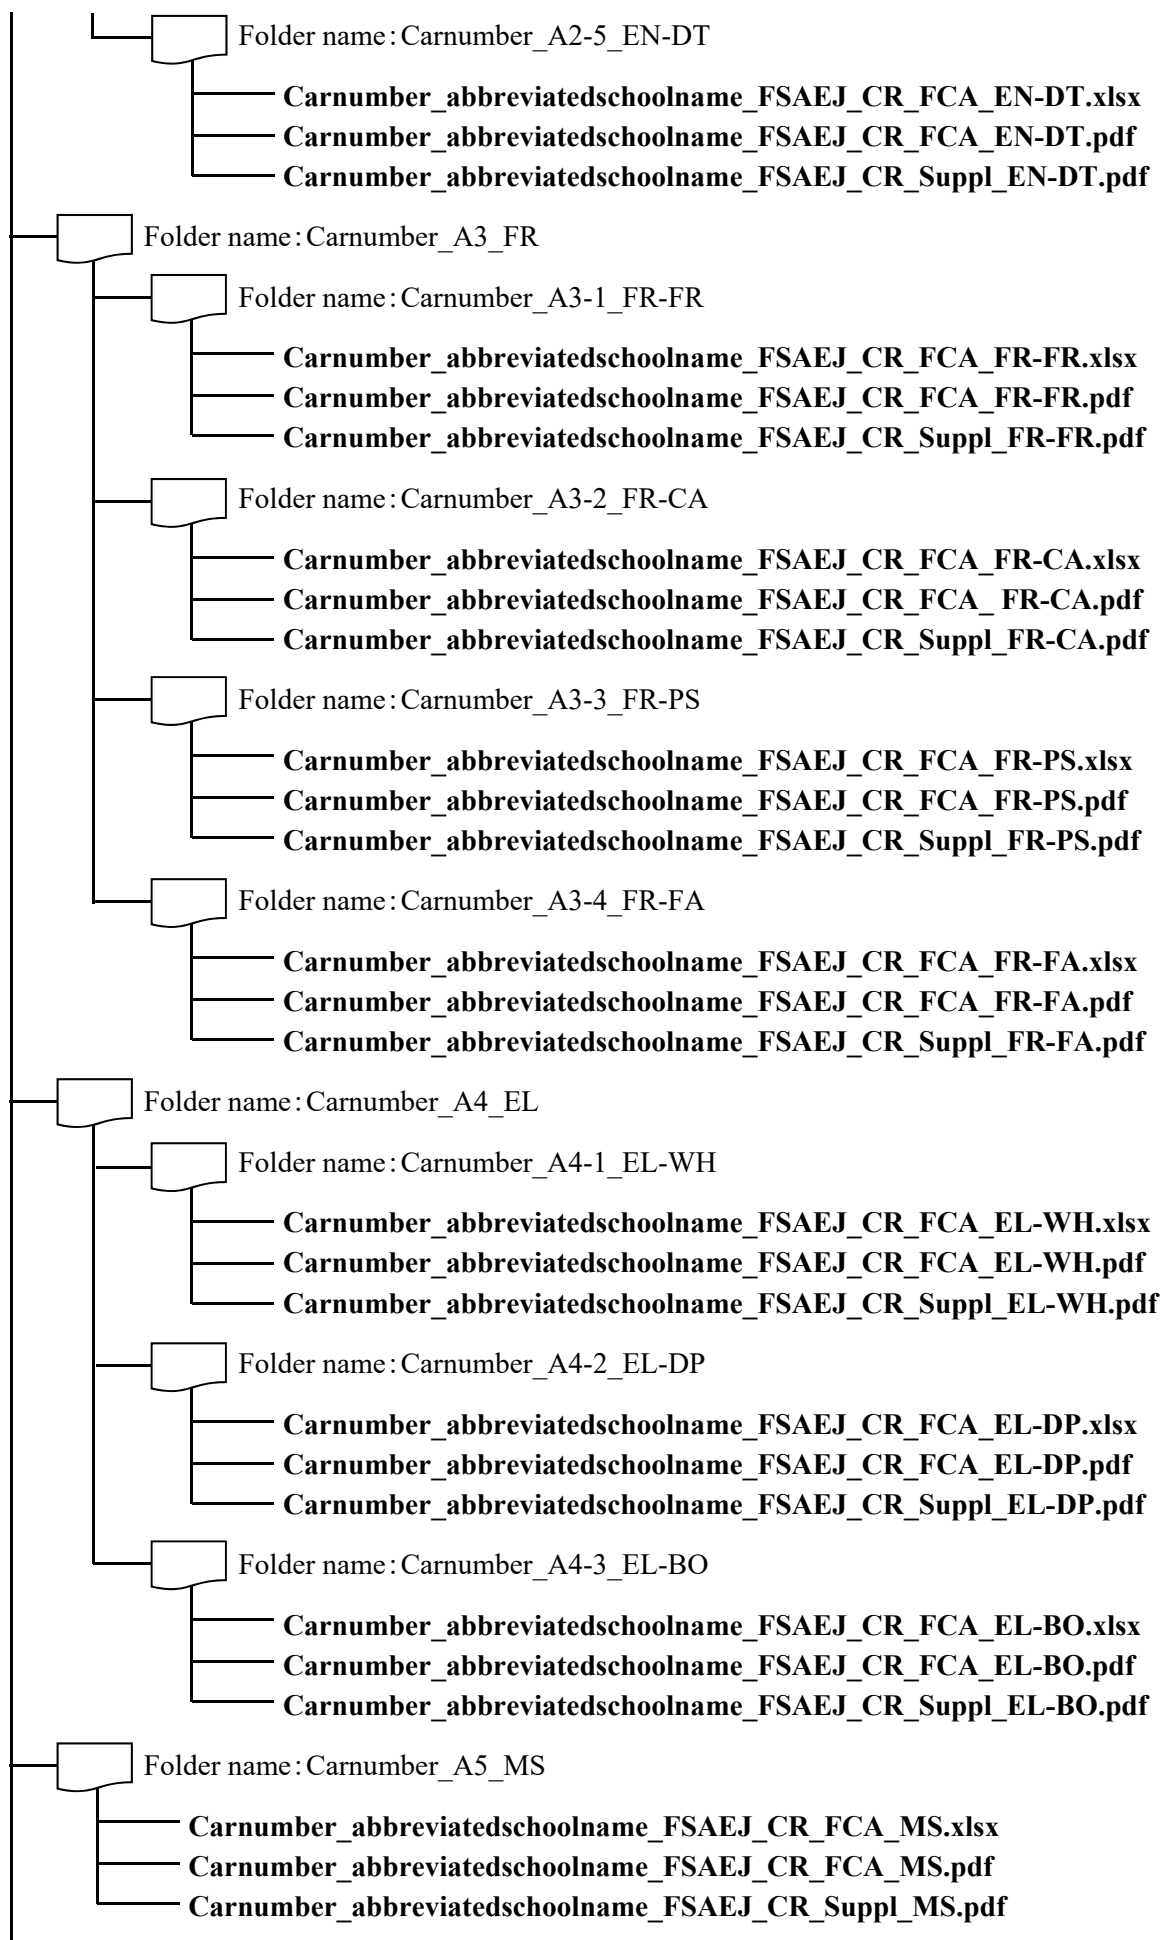 Folder name:Carnumber_A2-5_EN-DT
Carnumber_abbreviatedschoolname_FSAEJ_CR_FCA_EN-DT.xlsx
Carnumber_abbreviatedschoolname_FSAEJ_CR_FCA_EN-DT.pdf
Carnumber_abbreviatedschoolname_FSAEJ_CR_Suppl_EN-DT.pdf
Folder name:Carnumber_A3_FR
Folder name:Carnumber_A3-1_FR-FR
Carnumber_abbreviatedschoolname_FSAEJ_CR_FCA_FR-FR.xlsx
Carnumber_abbreviatedschoolname_FSAEJ_CR_FCA_FR-FR.pdf
Carnumber_abbreviatedschoolname_FSAEJ_CR_Suppl_FR-FR.pdf
Folder name:Carnumber_A3-2_FR-CA
Carnumber_abbreviatedschoolname_FSAEJ_CR_FCA_FR-CA.xlsx
Carnumber_abbreviatedschoolname_FSAEJ_CR_FCA_ FR-CA.pdf
Carnumber_abbreviatedschoolname_FSAEJ_CR_Suppl_FR-CA.pdf
Folder name:Carnumber_A3-3_FR-PS
Carnumber_abbreviatedschoolname_FSAEJ_CR_FCA_FR-PS.xlsx
Carnumber_abbreviatedschoolname_FSAEJ_CR_FCA_FR-PS.pdf
Carnumber_abbreviatedschoolname_FSAEJ_CR_Suppl_FR-PS.pdf
Folder name:Carnumber_A3-4_FR-FA
Carnumber_abbreviatedschoolname_FSAEJ_CR_FCA_FR-FA.xlsx
Carnumber_abbreviatedschoolname_FSAEJ_CR_FCA_FR-FA.pdf
Carnumber_abbreviatedschoolname_FSAEJ_CR_Suppl_FR-FA.pdf
Folder name:Carnumber_A4_EL
Folder name:Carnumber_A4-1_EL-WH
Carnumber_abbreviatedschoolname_FSAEJ_CR_FCA_EL-WH.xlsx
Carnumber_abbreviatedschoolname_FSAEJ_CR_FCA_EL-WH.pdf
Carnumber_abbreviatedschoolname_FSAEJ_CR_Suppl_EL-WH.pdf
Folder name:Carnumber_A4-2_EL-DP
Carnumber_abbreviatedschoolname_FSAEJ_CR_FCA_EL-DP.xlsx
Carnumber_abbreviatedschoolname_FSAEJ_CR_FCA_EL-DP.pdf
Carnumber_abbreviatedschoolname_FSAEJ_CR_Suppl_EL-DP.pdf
Folder name:Carnumber_A4-3_EL-BO
Carnumber_abbreviatedschoolname_FSAEJ_CR_FCA_EL-BO.xlsx
Carnumber_abbreviatedschoolname_FSAEJ_CR_FCA_EL-BO.pdf
Carnumber_abbreviatedschoolname_FSAEJ_CR_Suppl_EL-BO.pdf
Folder name:Carnumber_A5_MS
Carnumber_abbreviatedschoolname_FSAEJ_CR_FCA_MS.xlsx
Carnumber_abbreviatedschoolname_FSAEJ_CR_FCA_MS.pdf
Carnumber_abbreviatedschoolname_FSAEJ_CR_Suppl_MS.pdf